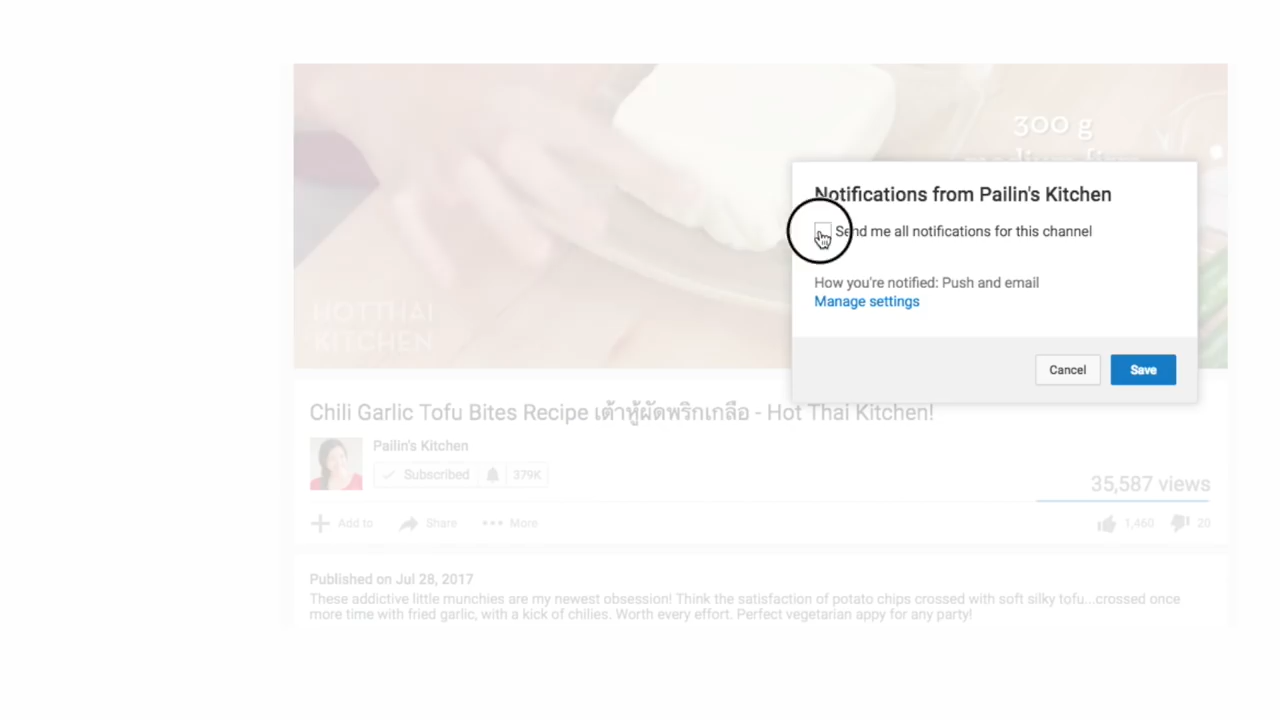 300 g
Notifications from Pailin's Kitchen
Send me all notifications for this channel
How you're notified: Push and email
Manage settings
HOT THAI
KITCHEN
Cancel
Save
Chili Garlic Tofu Bites Recipe เต้าหู้ผัดพริกเกลือ - Hot Thai Kitchen!
Pailin's Kitchen
Subscribed 379K
35,587 views
Add to Share More 1,460 20
Published on Jul 28, 2017
These addictive little munchies are my newest obsession! Think the satisfaction of potato chips crossed with soft silky tofu...crossed once
more time with fried garlic, with a kick of chilies. Worth every effort. Perfect vegetarian appy for any party!